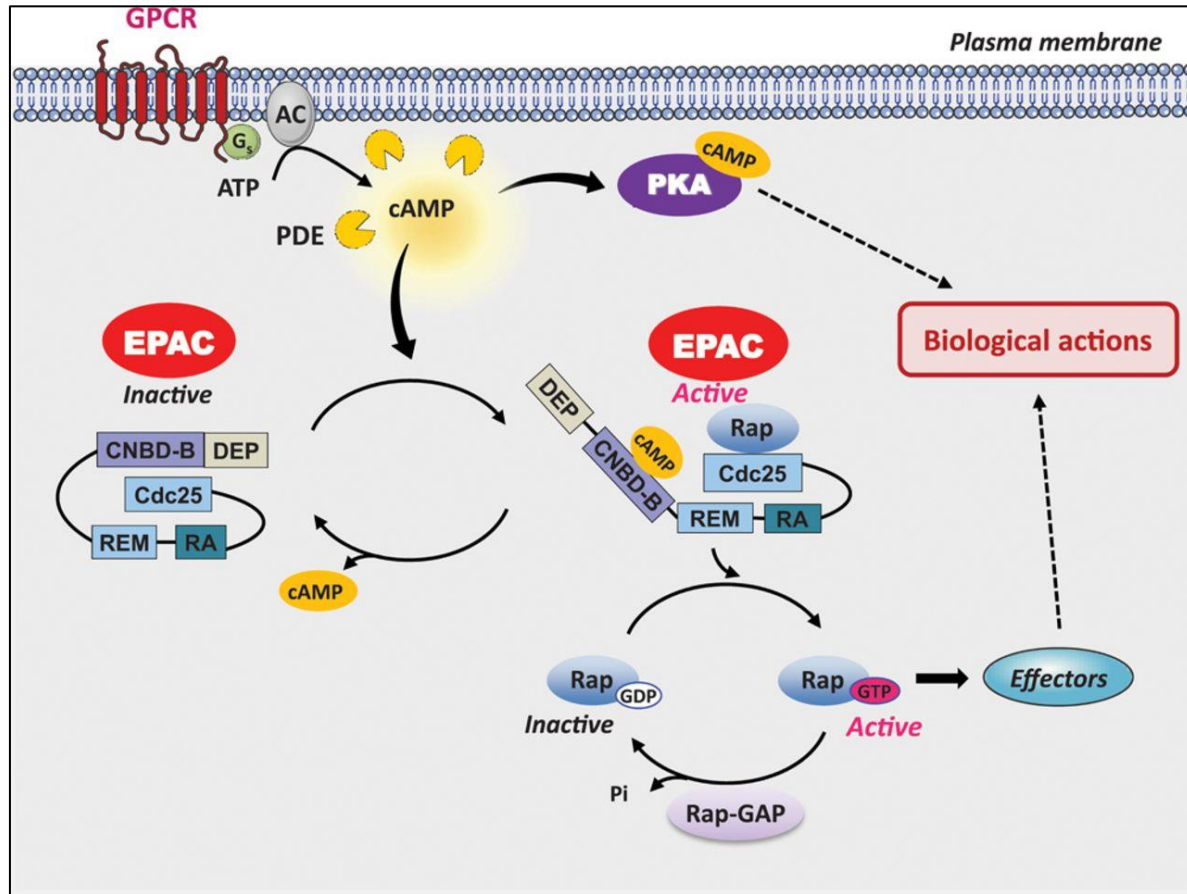 GPCR
Plasma membrane
AC
Gs
ATP
cAMP
PDE
cAMP
PKA
Biological actions
EPAC
Inactive
CNBD-B DEP
Cdc25
REM RA
cAMP
EPAC
Active
DEP
cAMP
CNBD-B
Rap
Cdc25
REM RA
Rap GDP
Inactive
Rap GTP
Active
Effectors
Pi
Rap-GAP